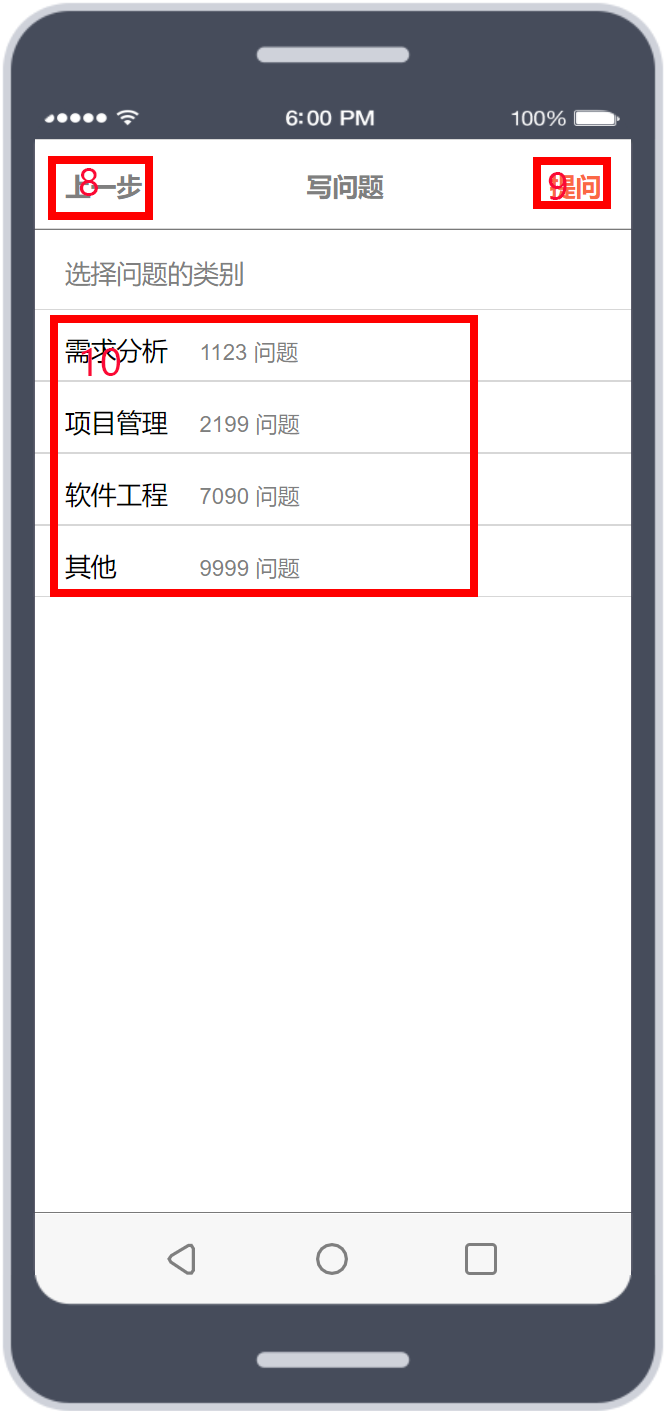 6:00 PM 100%
上一步 8 写问题 提问 9
选择问题的类别
需求分析 10 1123 问题
项目管理 2199 问题
软件工程 7090 问题
其他 9999 问题